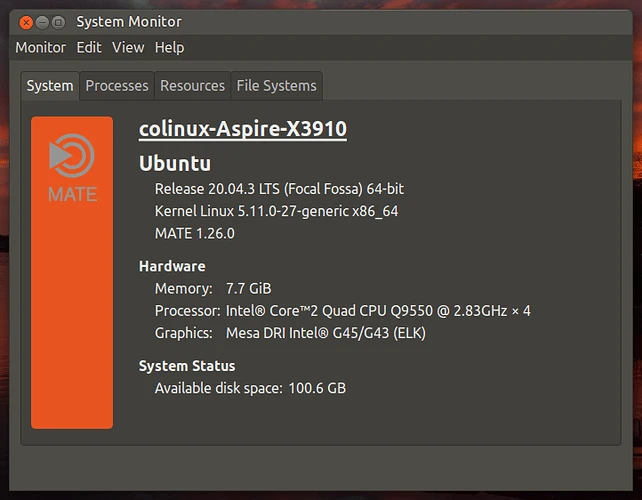 System Monitor
Monitor Edit View Help
System Processes Resources File Systems
MATE
colinux-Aspire-X3910
Ubuntu
Release 20.04.3 LTS (Focal Fossa) 64-bit
Kernel Linux 5.11.0-27-generic x86_64
MATE 1.26.0
Hardware
Memory: 7.7 GiB
Processor: Intel® Core™2 Quad CPU Q9550 @ 2.83GHz × 4
Graphics: Mesa DRI Intel® G45/G43 (ELK)
System Status
Available disk space: 100.6 GB